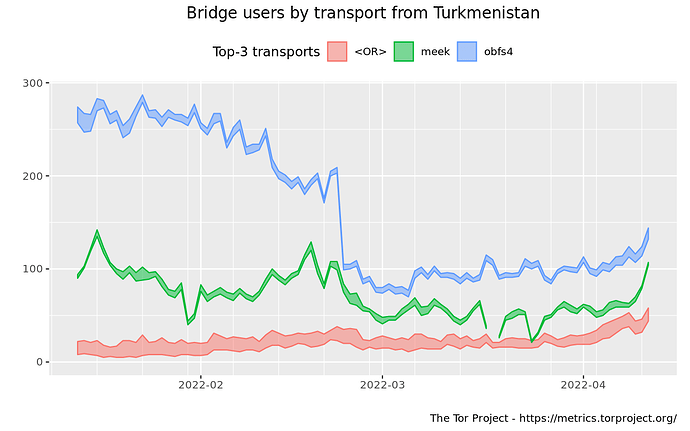 Bridge users by transport from Turkmenistan
Top-3 transports <OR> meek obfs4
300
200
100
0
2022-02 2022-03 2022-04
The Tor Project - https://metrics.torproject.org/